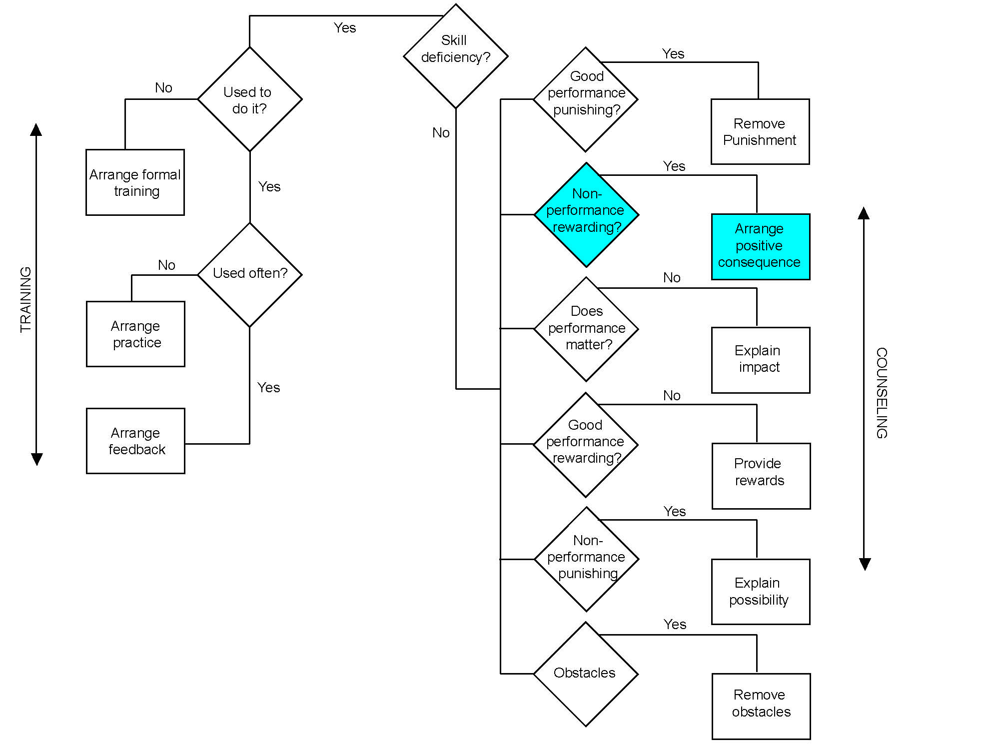 Skill
deficiency?
Yes
No
Used to
do it?
No
Arrange formal
training
Yes
Used often?
No
Arrange
practice
Yes
Arrange
feedback
TRAINING
Good
performance
punishing?
Yes
Remove
Punishment
Non-
performance
rewarding?
Yes
Arrange
positive
consequence
Does
performance
matter?
No
Explain
impact
Good
performance
rewarding?
No
Provide
rewards
Non-
performance
punishing
Yes
Explain
possibility
Obstacles
Yes
Remove
obstacles
COUNSELING